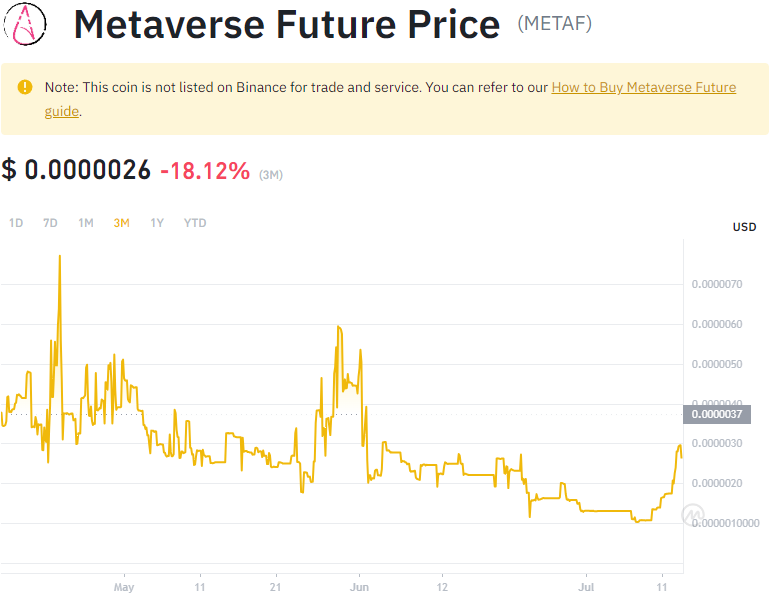 Metaverse Future Price (METAF)
Note: This coin is not listed on Binance for trade and service. You can refer to our How to Buy Metaverse Future
guide.
$ 0.0000026 -18.12% (3M)
1D 7D 1M 3M 1Y YTD
USD
0.0000070
0.0000060
0.0000050
0.0000040
0.0000037
0.0000030
0.0000020
0.0000010000
May 11 21 Jun 12 Jul 11